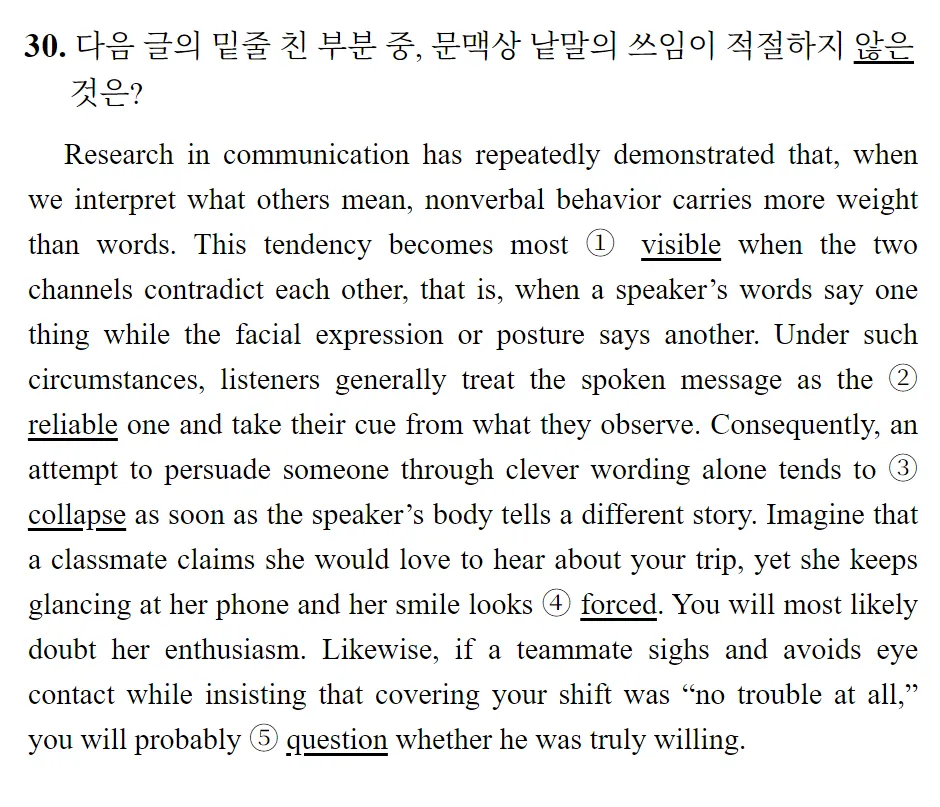 30. 다음 글의 밑줄 친 부분 중, 문맥상 낱말의 쓰임이 적절하지 않은
것은?
Research in communication has repeatedly demonstrated that, when
we interpret what others mean, nonverbal behavior carries more weight
than words. This tendency becomes most ① visible when the two
channels contradict each other, that is, when a speaker’s words say one
thing while the facial expression or posture says another. Under such
circumstances, listeners generally treat the spoken message as the ②
reliable one and take their cue from what they observe. Consequently, an
attempt to persuade someone through clever wording alone tends to ③
collapse as soon as the speaker’s body tells a different story. Imagine that
a classmate claims she would love to hear about your trip, yet she keeps
glancing at her phone and her smile looks ④ forced. You will most likely
doubt her enthusiasm. Likewise, if a teammate sighs and avoids eye
contact while insisting that covering your shift was “no trouble at all,”
you will probably ⑤ question whether he was truly willing.